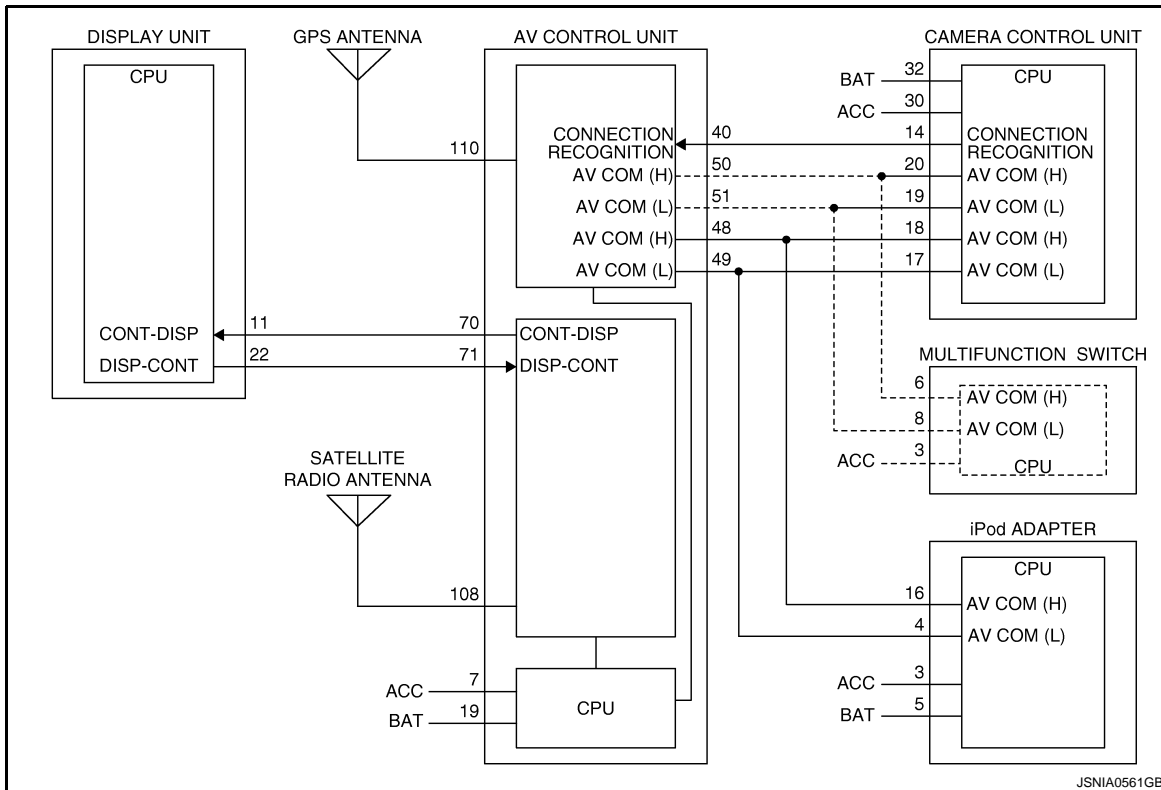 DISPLAY UNIT
CPU
CONT-DISP
DISP-CONT
11
22
GPS ANTENNA
110
SATELLITE
RADIO ANTENNA
108
70
71
ACC
7
BAT
19
AV CONTROL UNIT
CONNECTION
RECOGNITION
AV COM (H)
AV COM (L)
AV COM (H)
AV COM (L)
CONT-DISP
DISP-CONT
CPU
40
50
51
48
49
CAMERA CONTROL UNIT
BAT
32
ACC
30
14
20
19
18
17
CPU
CONNECTION
RECOGNITION
AV COM (H)
AV COM (L)
AV COM (H)
AV COM (L)
MULTIFUNCTION SWITCH
6
8
ACC
3
AV COM (H)
AV COM (L)
CPU
iPod ADAPTER
CPU
16
AV COM (H)
4
AV COM (L)
ACC
3
BAT
5
JSNIA0561GB